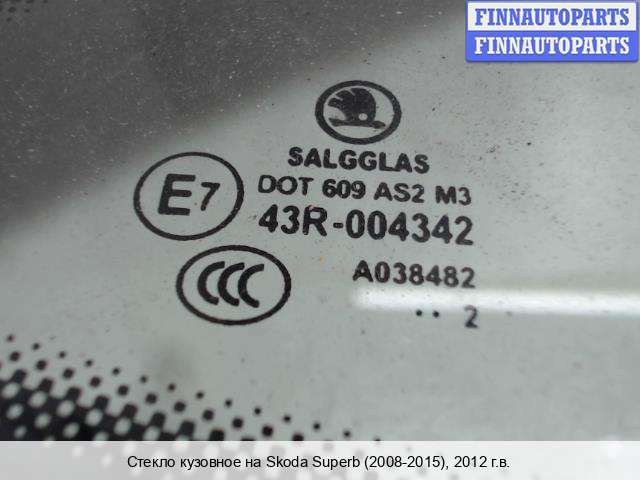 FINNAUTOPARTS
FINNAUTOPARTS
SALGGLAS
E7
DOT 609 AS2 M3
43R-004342
CCC
A038482
.. 2
Стекло кузовное на Skoda Superb (2008-2015), 2012 г.в.